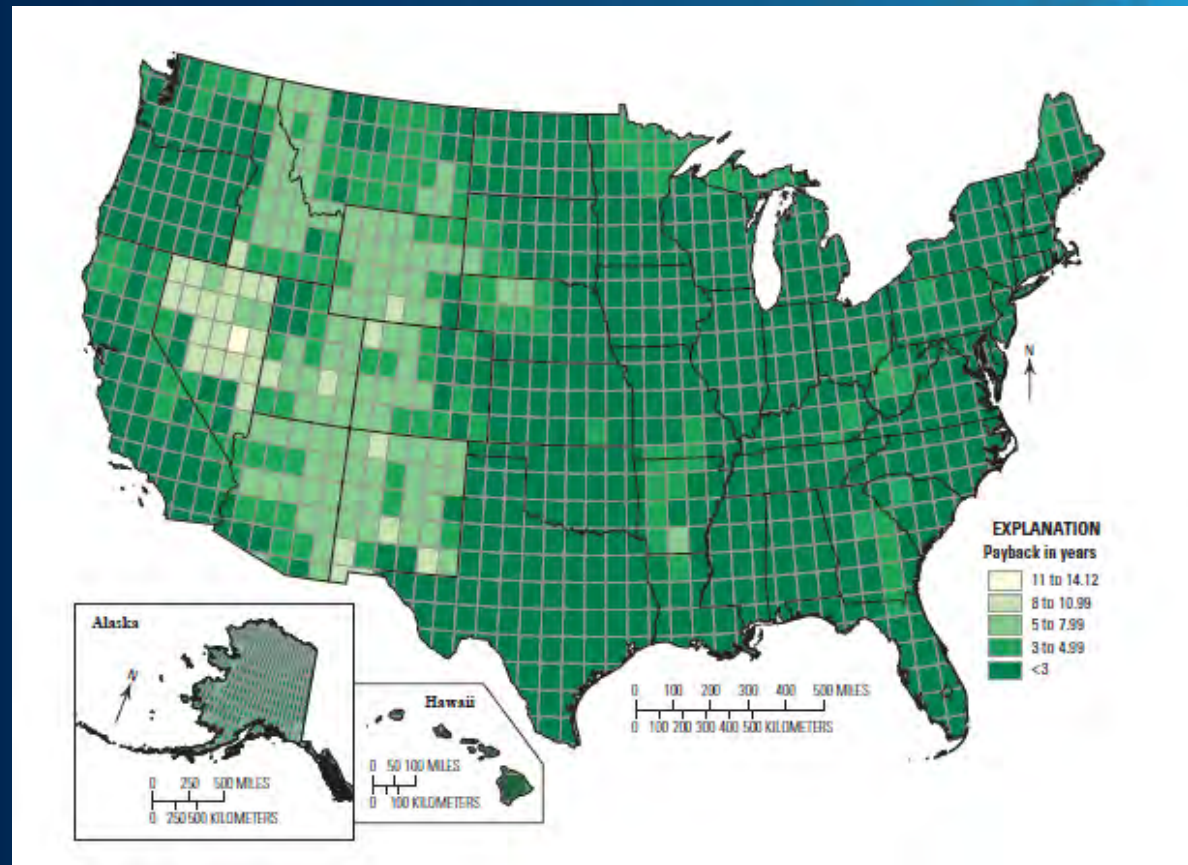 N
EXPLANATION
Payback in years
11 to 14.12
8 to 10.99
5 to 7.99
3 to 4.99
<3
Alaska
N
0 250 500 MILES
0 250 500 KILOMETERS
Hawaii
0 50 100 MILES
0 100 KILOMETERS
0 100 200 300 400 500 MILES
0 100 200 300 400 500 KILOMETERS